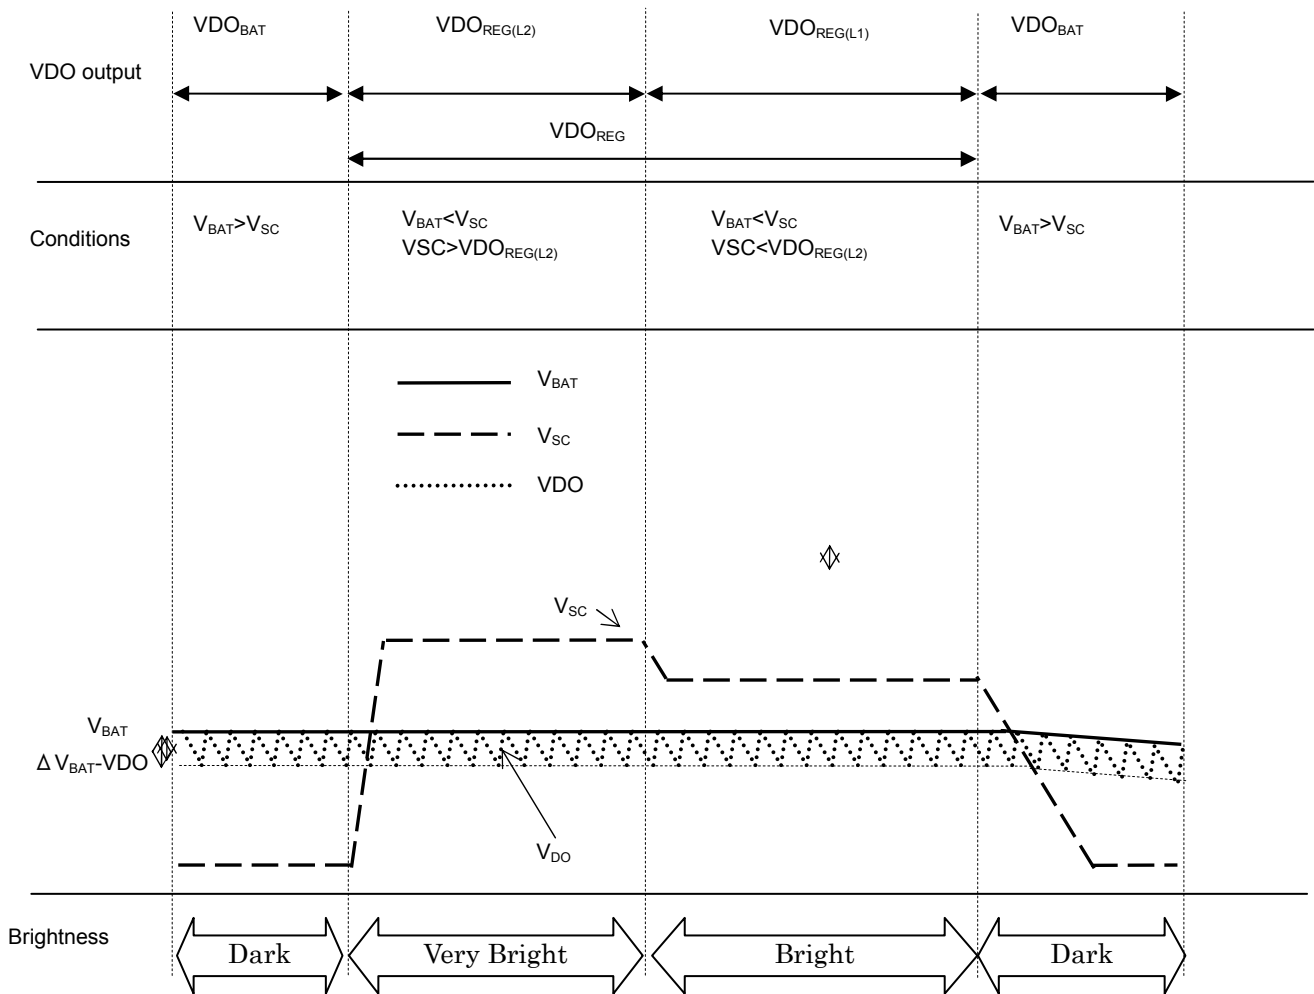 VDO output
VDOBAT
VDOREG(L2)
VDOREG(L1)
VDOBAT
VDOREG
Conditions
VBAT>VSC
VBAT<VSC
VSC>VDOREG(L2)
VBAT<VSC
VSC<VDOREG(L2)
VBAT>VSC
VBAT
VSC
VDO
VSC
VBAT
Δ VBAT-VDO
VDO
Brightness
Dark
Very Bright
Bright
Dark